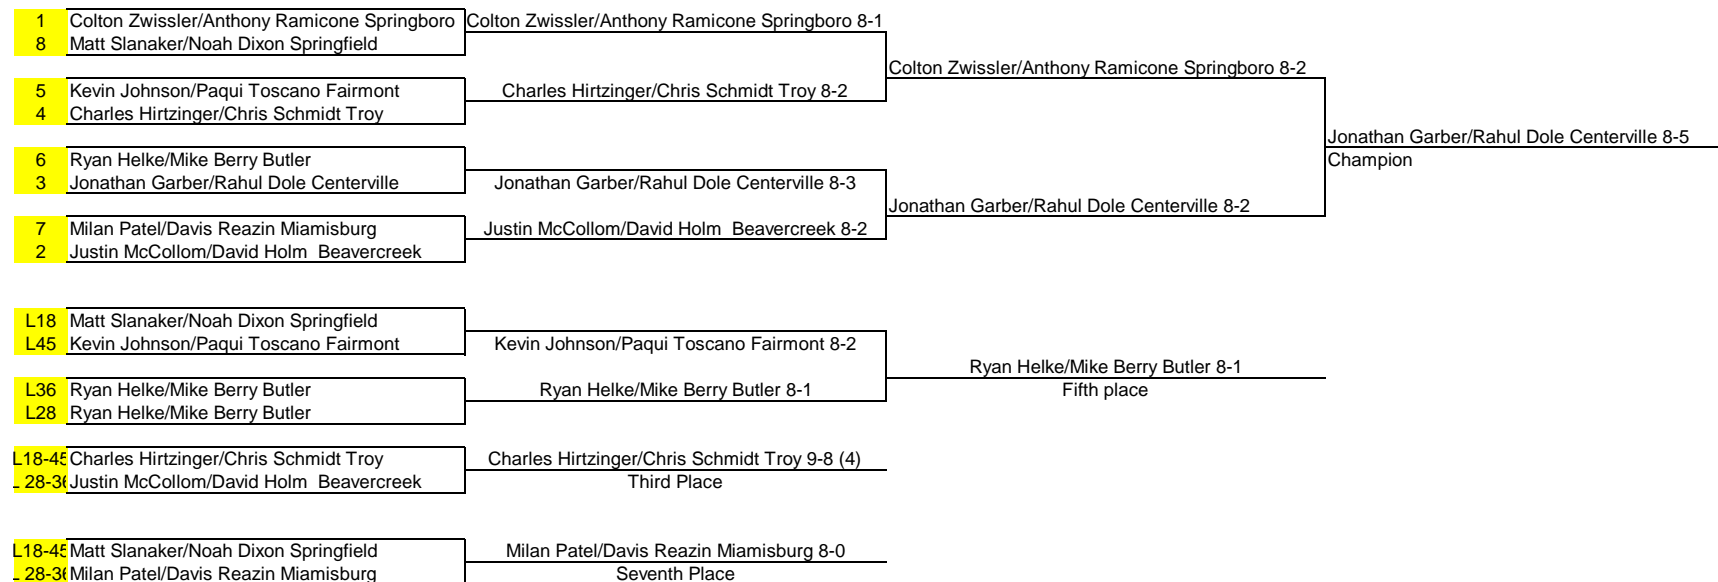 1 Colton Zwissler/Anthony Ramicone Springboro Colton Zwissler/Anthony Ramicone Springboro 8-1
8 Matt Slanaker/Noah Dixon Springfield
Colton Zwissler/Anthony Ramicone Springboro 8-2
5 Kevin Johnson/Paqui Toscano Fairmont Charles Hirtzinger/Chris Schmidt Troy 8-2
4 Charles Hirtzinger/Chris Schmidt Troy
Jonathan Garber/Rahul Dole Centerville 8-5
6 Ryan Helke/Mike Berry Butler Champion
3 Jonathan Garber/Rahul Dole Centerville Jonathan Garber/Rahul Dole Centerville 8-3
Jonathan Garber/Rahul Dole Centerville 8-2
7 Milan Patel/Davis Reazin Miamisburg Justin McCollom/David Holm Beavercreek 8-2
2 Justin McCollom/David Holm Beavercreek
L18 Matt Slanaker/Noah Dixon Springfield
L45 Kevin Johnson/Paqui Toscano Fairmont Kevin Johnson/Paqui Toscano Fairmont 8-2
Ryan Helke/Mike Berry Butler 8-1
L36 Ryan Helke/Mike Berry Butler Ryan Helke/Mike Berry Butler 8-1 Fifth place
L28 Ryan Helke/Mike Berry Butler
L18-45 Charles Hirtzinger/Chris Schmidt Troy Charles Hirtzinger/Chris Schmidt Troy 9-8 (4)
L 28-36 Justin McCollom/David Holm Beavercreek Third Place
L18-45 Matt Slanaker/Noah Dixon Springfield Milan Patel/Davis Reazin Miamisburg 8-0
L 28-36 Milan Patel/Davis Reazin Miamisburg Seventh Place